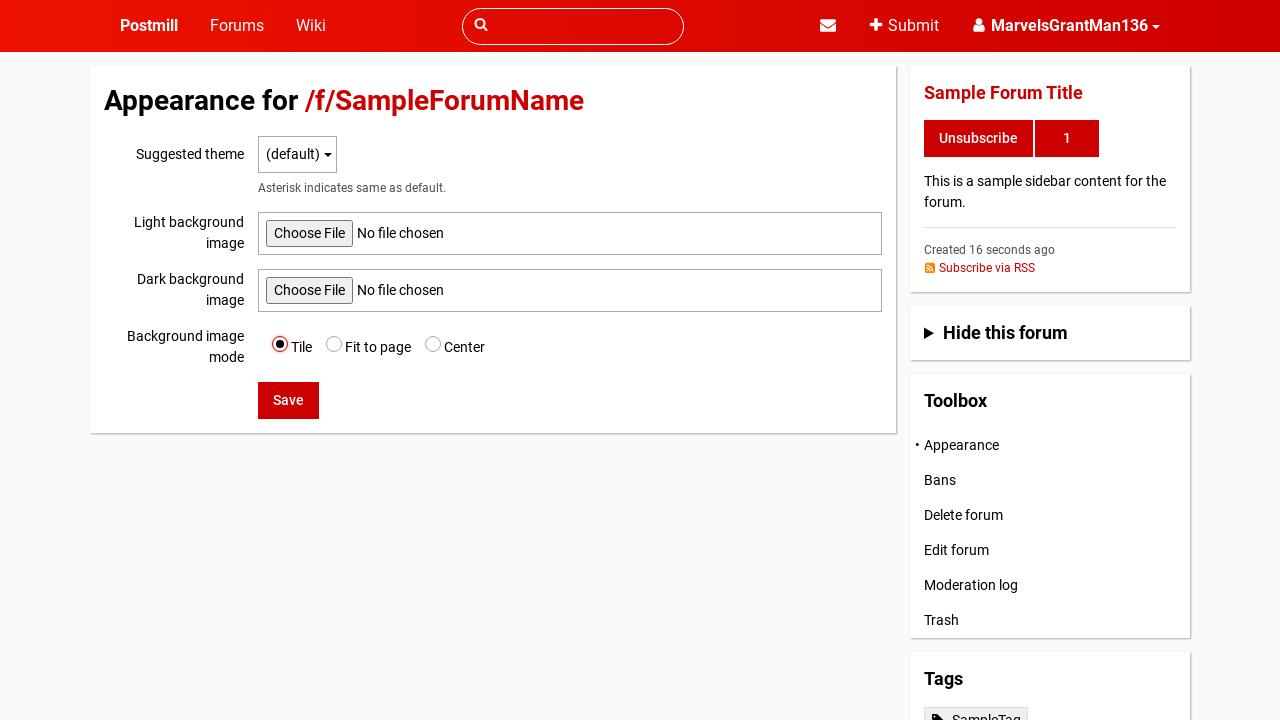 Postmill Forums Wiki Submit MarvelsGrantMan136
Appearance for /f/SampleForumName
Suggested theme (default)
Asterisk indicates same as default.
Light background image
Choose File No file chosen
Dark background image
Choose File No file chosen
Background image mode
Tile Fit to page Center
Save
Sample Forum Title
Unsubscribe 1
This is a sample sidebar content for the
forum.
Created 16 seconds ago
Subscribe via RSS
Hide this forum
Toolbox
• Appearance
Bans
Delete forum
Edit forum
Moderation log
Trash
Tags
SampleTag